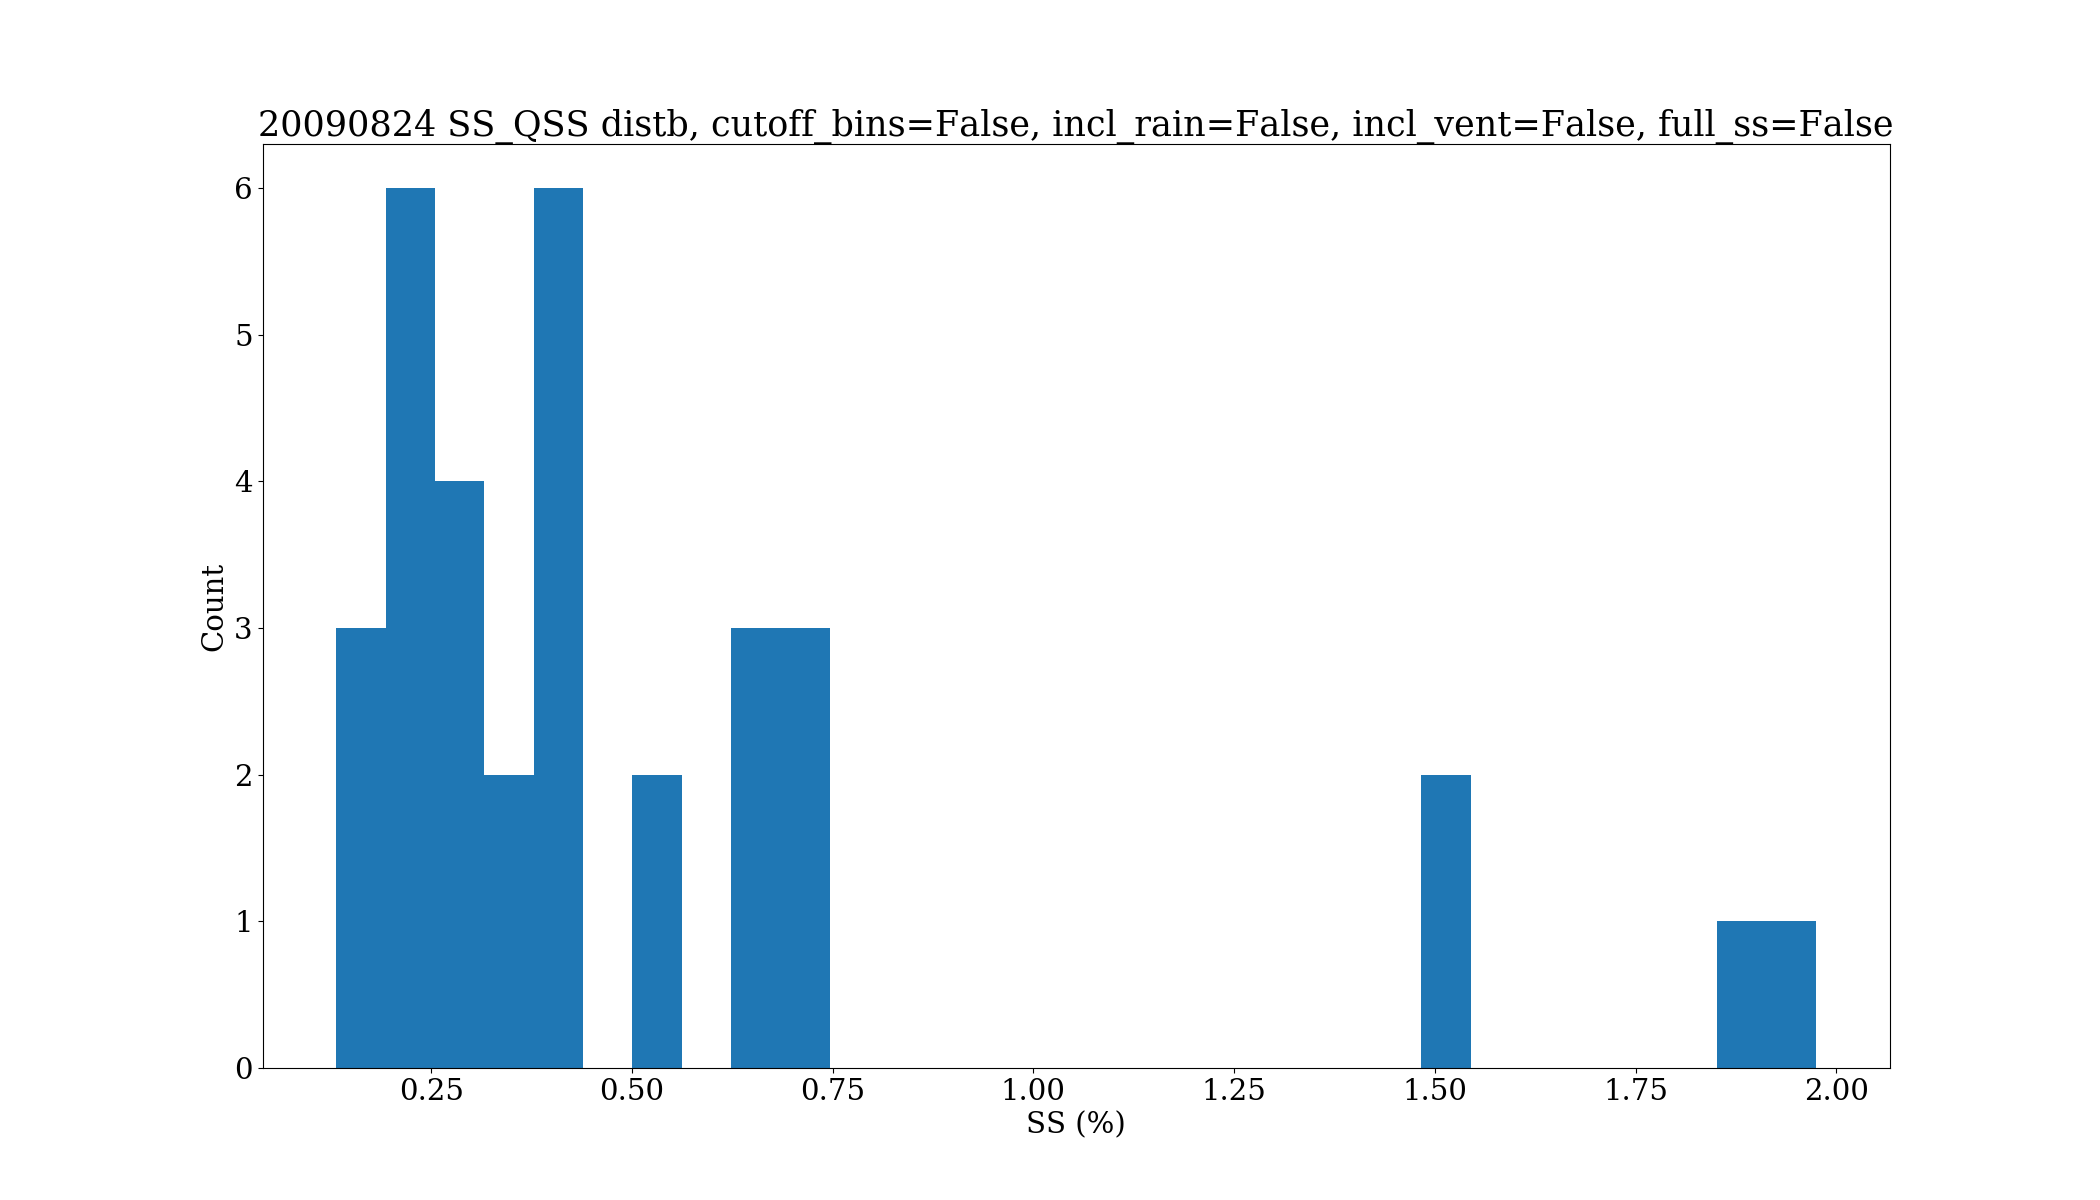 20090824 SS_QSS distb, cutoff_bins=False, incl_rain=False, incl_vent=False, full_ss=False
6
5
4
3
2
1
0
Count
0.25 0.50 0.75 1.00 1.25 1.50 1.75 2.00
SS (%)